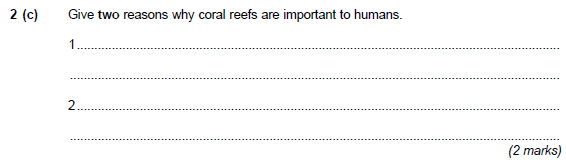 2 (c) Give two reasons why coral reefs are important to humans.
1
2
(2 marks)